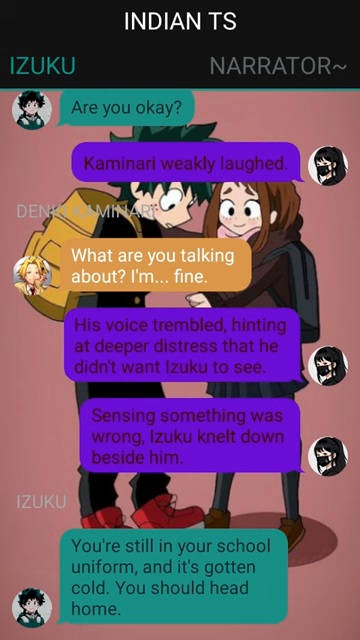 INDIAN TS
IZUKU
NARRATOR~
Are you okay?
Kaminari weakly laughed.
DENKI KAMINARI
What are you talking
about? I'm... fine.
His voice trembled, hinting
at deeper distress that he
didn't want Izuku to see.
Sensing something was
wrong, Izuku knelt down
beside him.
IZUKU
You're still in your school
uniform, and it's gotten
cold. You should head
home.